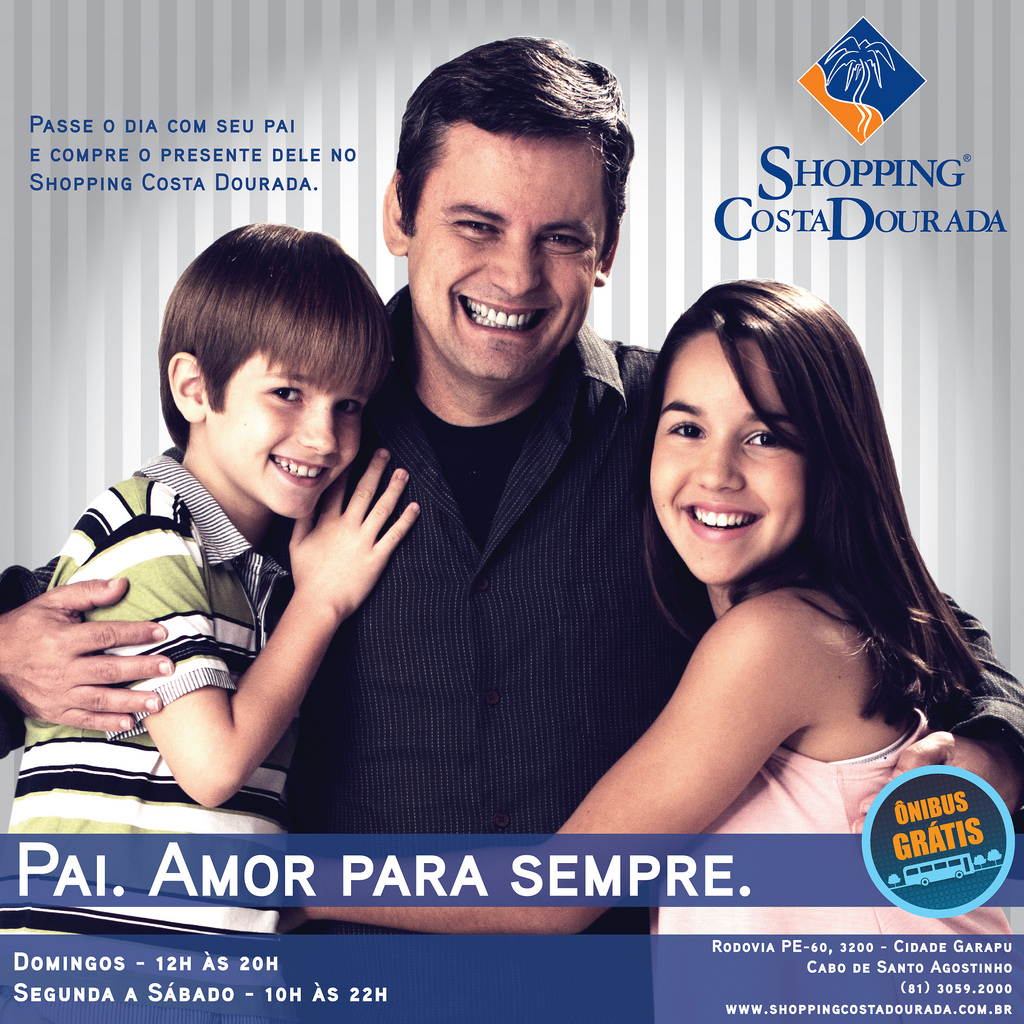 Passe o dia com seu pai
e compre o presente dele no
Shopping Costa Dourada.
Shopping®
Costa Dourada
Ônibus
Grátis
Pai. Amor para sempre.
Domingos - 12h às 20h
Segunda a Sábado - 10h às 22h
Rodovia PE-60, 3200 - Cidade Garapu
Cabo de Santo Agostinho
(81) 3059.2000
www.shoppingcostadourada.com.br